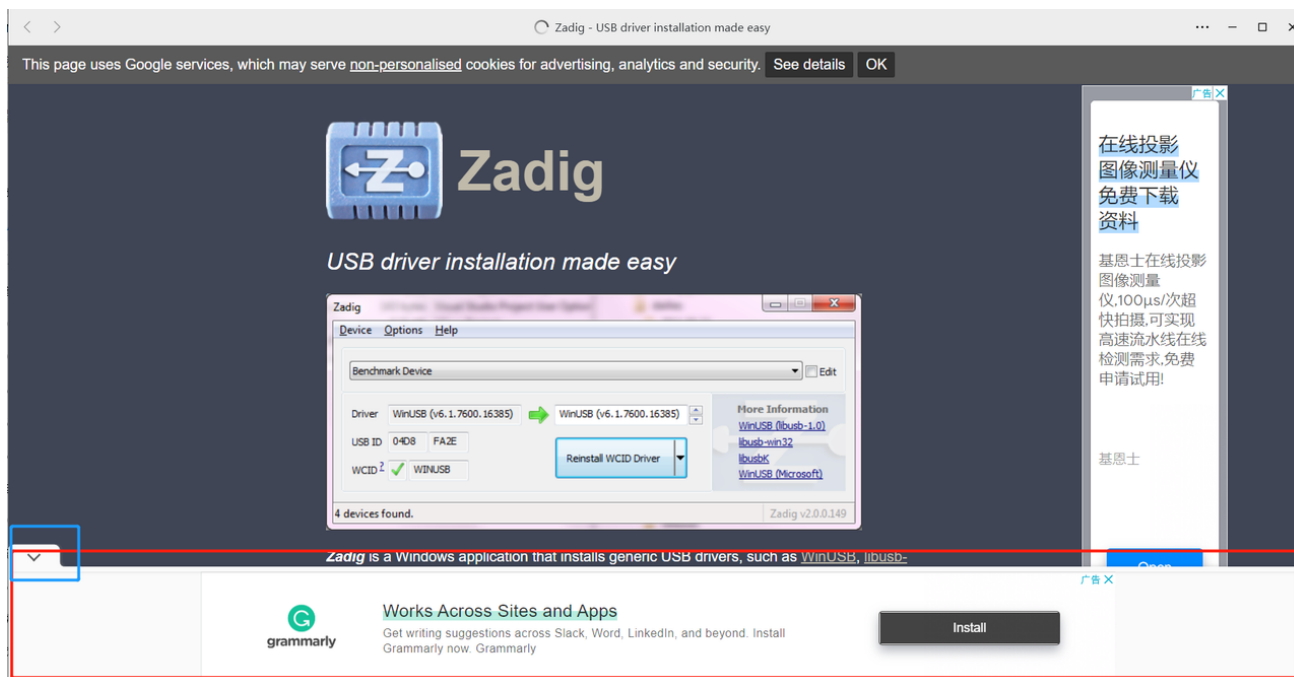 Zadig - USB driver installation made easy
This page uses Google services, which may serve non-personalised cookies for advertising, analytics and security. See details OK
Zadig
USB driver installation made easy
Zadig
Device Options Help
Benchmark Device
Edit
Driver WinUSB (v6.1.7600.16385) WinUSB (v6.1.7600.16385)
USB ID 04D8 FA2E
WCID ? WINUSB
Reinstall WCID Driver
More Information
WinUSB (libusb-1.0)
libusb-win32
libusbK
WinUSB (Microsoft)
4 devices found.
Zadig v2.0.0.149
Zadig is a Windows application that installs generic USB drivers, such as WinUSB, libusb-
广告
在线投影
图像测量仪
免费下载
资料
基恩士在线投影
图像测量
仪,100μs/次超
快拍摄,可实现
高速流水线在线
检测需求,免费
申请试用!
基恩士
Open
广告
grammarly
Works Across Sites and Apps
Get writing suggestions across Slack, Word, LinkedIn, and beyond. Install
Grammarly now. Grammarly
Install